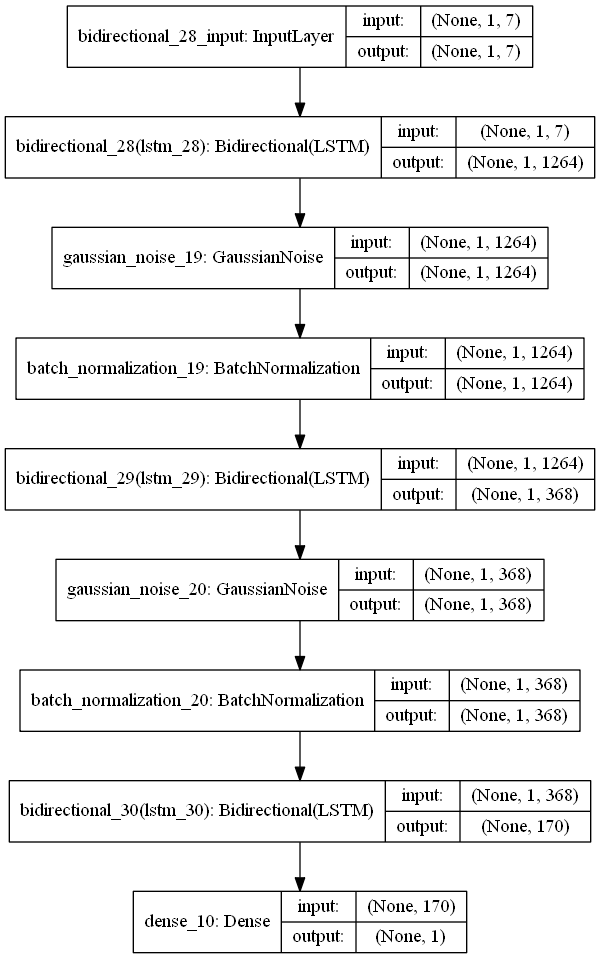 bidirectional_28_input: InputLayer
input: (None, 1, 7)
output: (None, 1, 7)
bidirectional_28(lstm_28): Bidirectional(LSTM)
input: (None, 1, 7)
output: (None, 1, 1264)
gaussian_noise_19: GaussianNoise
input: (None, 1, 1264)
output: (None, 1, 1264)
batch_normalization_19: BatchNormalization
input: (None, 1, 1264)
output: (None, 1, 1264)
bidirectional_29(lstm_29): Bidirectional(LSTM)
input: (None, 1, 1264)
output: (None, 1, 368)
gaussian_noise_20: GaussianNoise
input: (None, 1, 368)
output: (None, 1, 368)
batch_normalization_20: BatchNormalization
input: (None, 1, 368)
output: (None, 1, 368)
bidirectional_30(lstm_30): Bidirectional(LSTM)
input: (None, 1, 368)
output: (None, 170)
dense_10: Dense
input: (None, 170)
output: (None, 1)